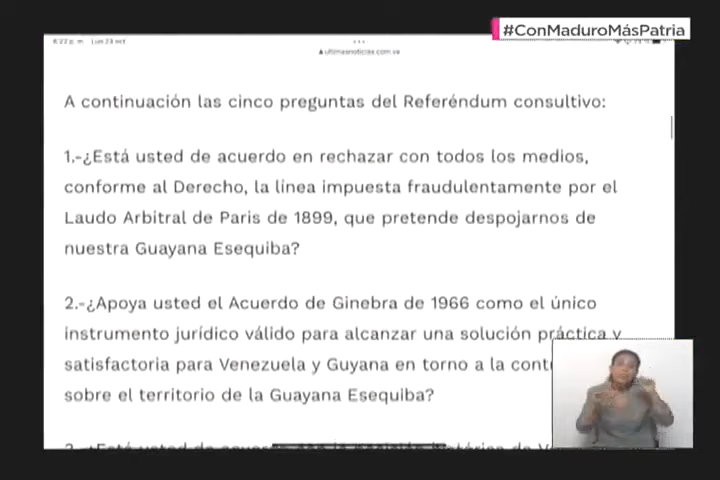 #ConMaduroMásPatria
ultimasnoticias.com.ve
A continuación las cinco preguntas del Referéndum consultivo:
1.-¿Está usted de acuerdo en rechazar con todos los medios,
conforme al Derecho, la línea impuesta fraudulentamente por el
Laudo Arbitral de Paris de 1899, que pretende despojarnos de
nuestra Guayana Esequiba?
2.-¿Apoya usted el Acuerdo de Ginebra de 1966 como el único
instrumento jurídico válido para alcanzar una solución práctica y
satisfactoria para Venezuela y Guyana en torno a la cont
sobre el territorio de la Guayana Esequiba?